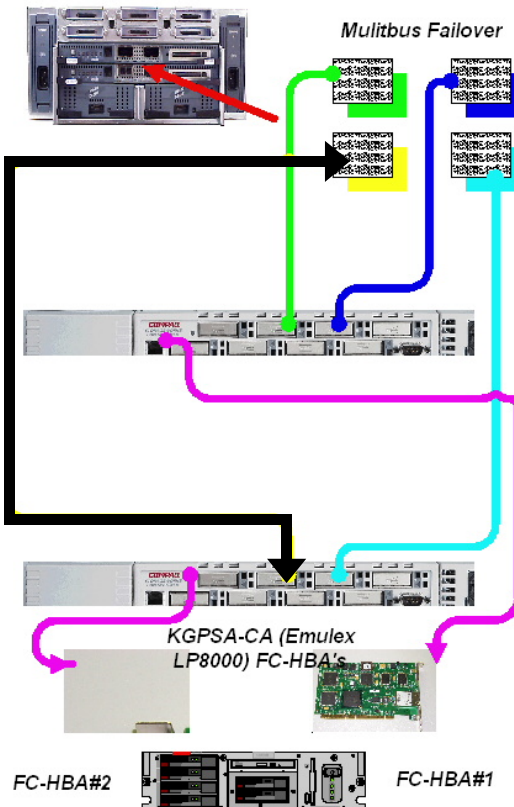 Mulitbus Failover
COMPAQ
COMPAQ
KGPSA-CA (Emulex
LP8000) FC-HBA's
FC-HBA#2
FC-HBA#1